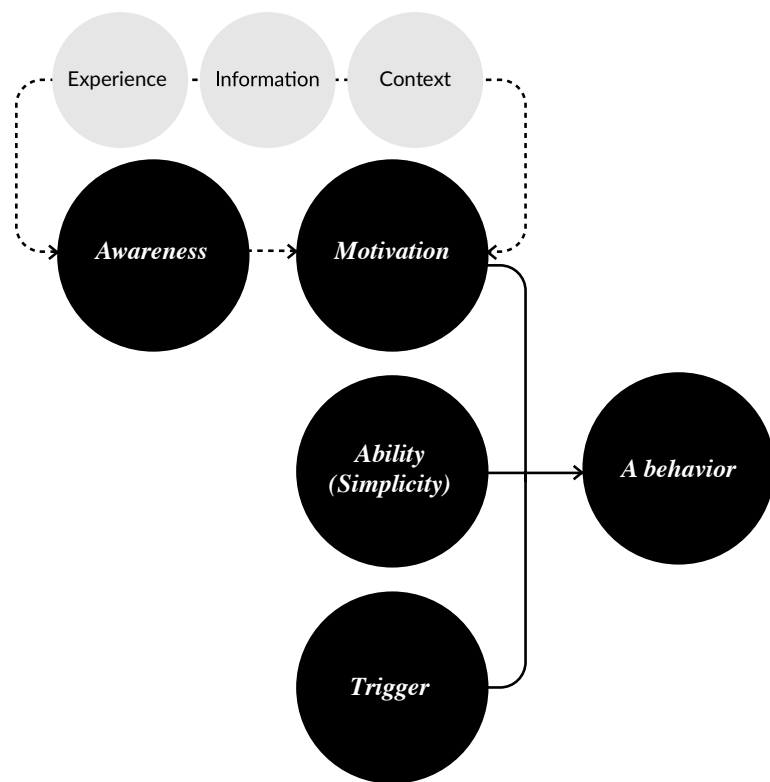 Experience
Information
Context
Awareness
Motivation
Ability
(Simplicity)
A behavior
Trigger